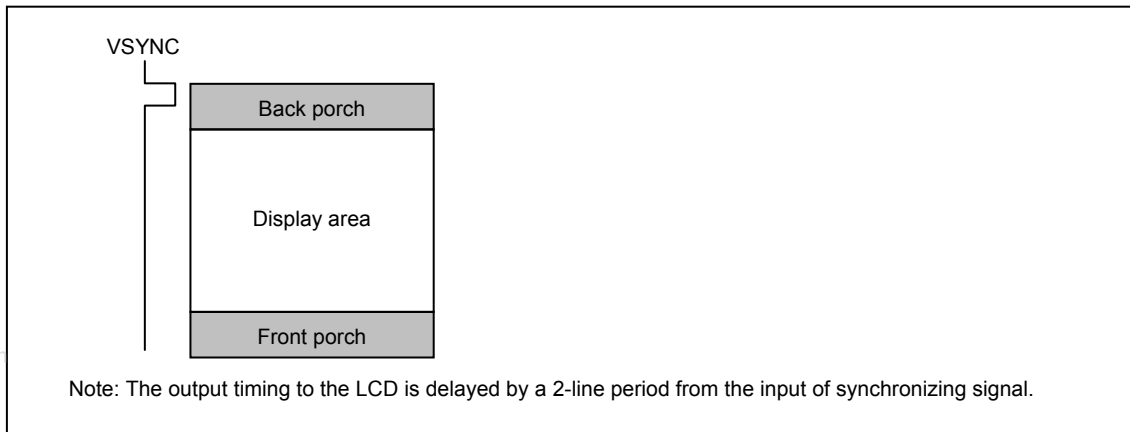 VSYNC
Back porch
Display area
Front porch
Note: The output timing to the LCD is delayed by a 2-line period from the input of synchronizing signal.